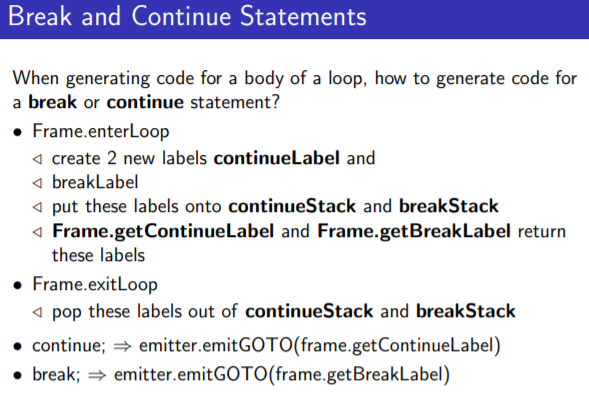 Break and Continue Statements
When generating code for a body of a loop, how to generate code for
a break or continue statement?
• Frame.enterLoop
◁ create 2 new labels continueLabel and
◁ breakLabel
◁ put these labels onto continueStack and breakStack
◁ Frame.getContinueLabel and Frame.getBreakLabel return
these labels
• Frame.exitLoop
◁ pop these labels out of continueStack and breakStack
• continue; ⇒ emitter.emitGOTO(frame.getContinueLabel)
• break; ⇒ emitter.emitGOTO(frame.getBreakLabel)